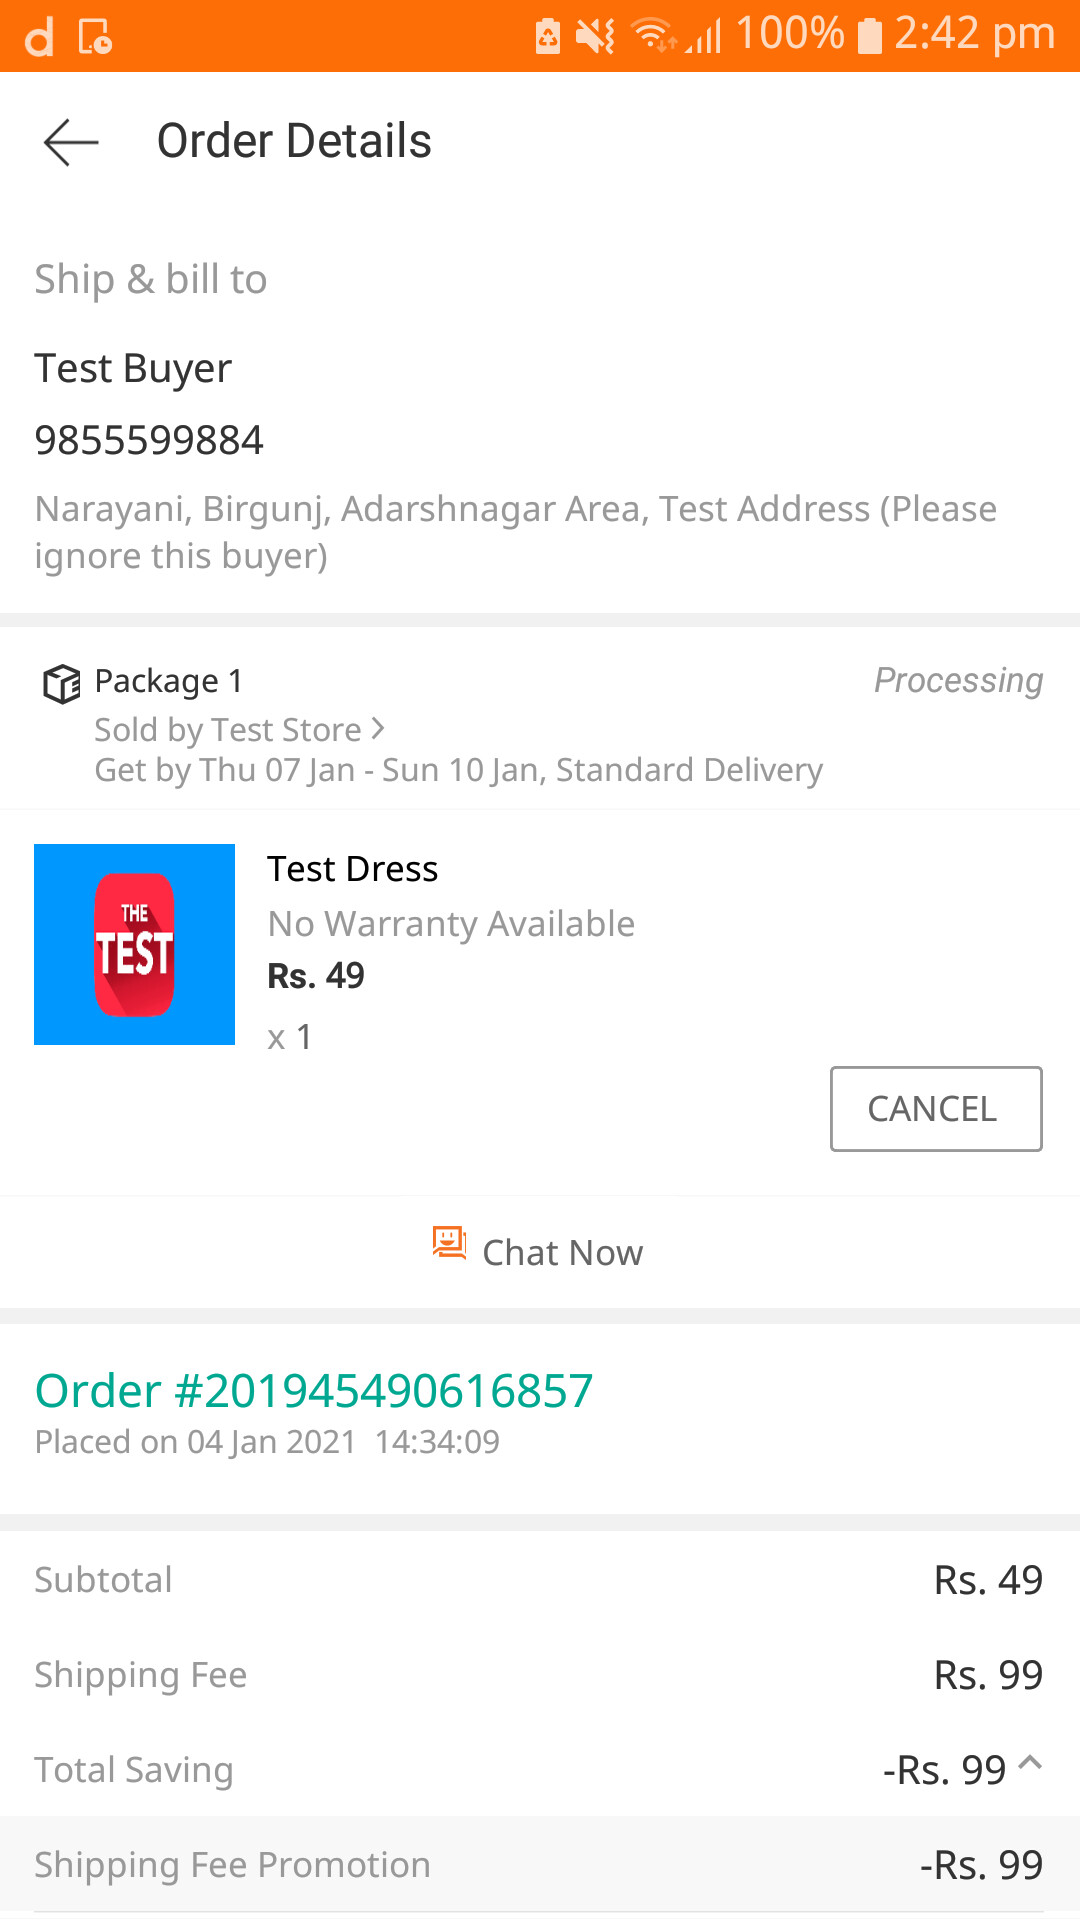 d 100% 2:42 pm
Order Details
Ship & bill to
Test Buyer
9855599884
Narayani, Birgunj, Adarshnagar Area, Test Address (Please
ignore this buyer)
Package 1 Processing
Sold by Test Store >
Get by Thu 07 Jan - Sun 10 Jan, Standard Delivery
THE
TEST
Test Dress
No Warranty Available
Rs. 49
x 1
CANCEL
Chat Now
Order #201945490616857
Placed on 04 Jan 2021 14:34:09
Subtotal Rs. 49
Shipping Fee Rs. 99
Total Saving -Rs. 99
Shipping Fee Promotion -Rs. 99